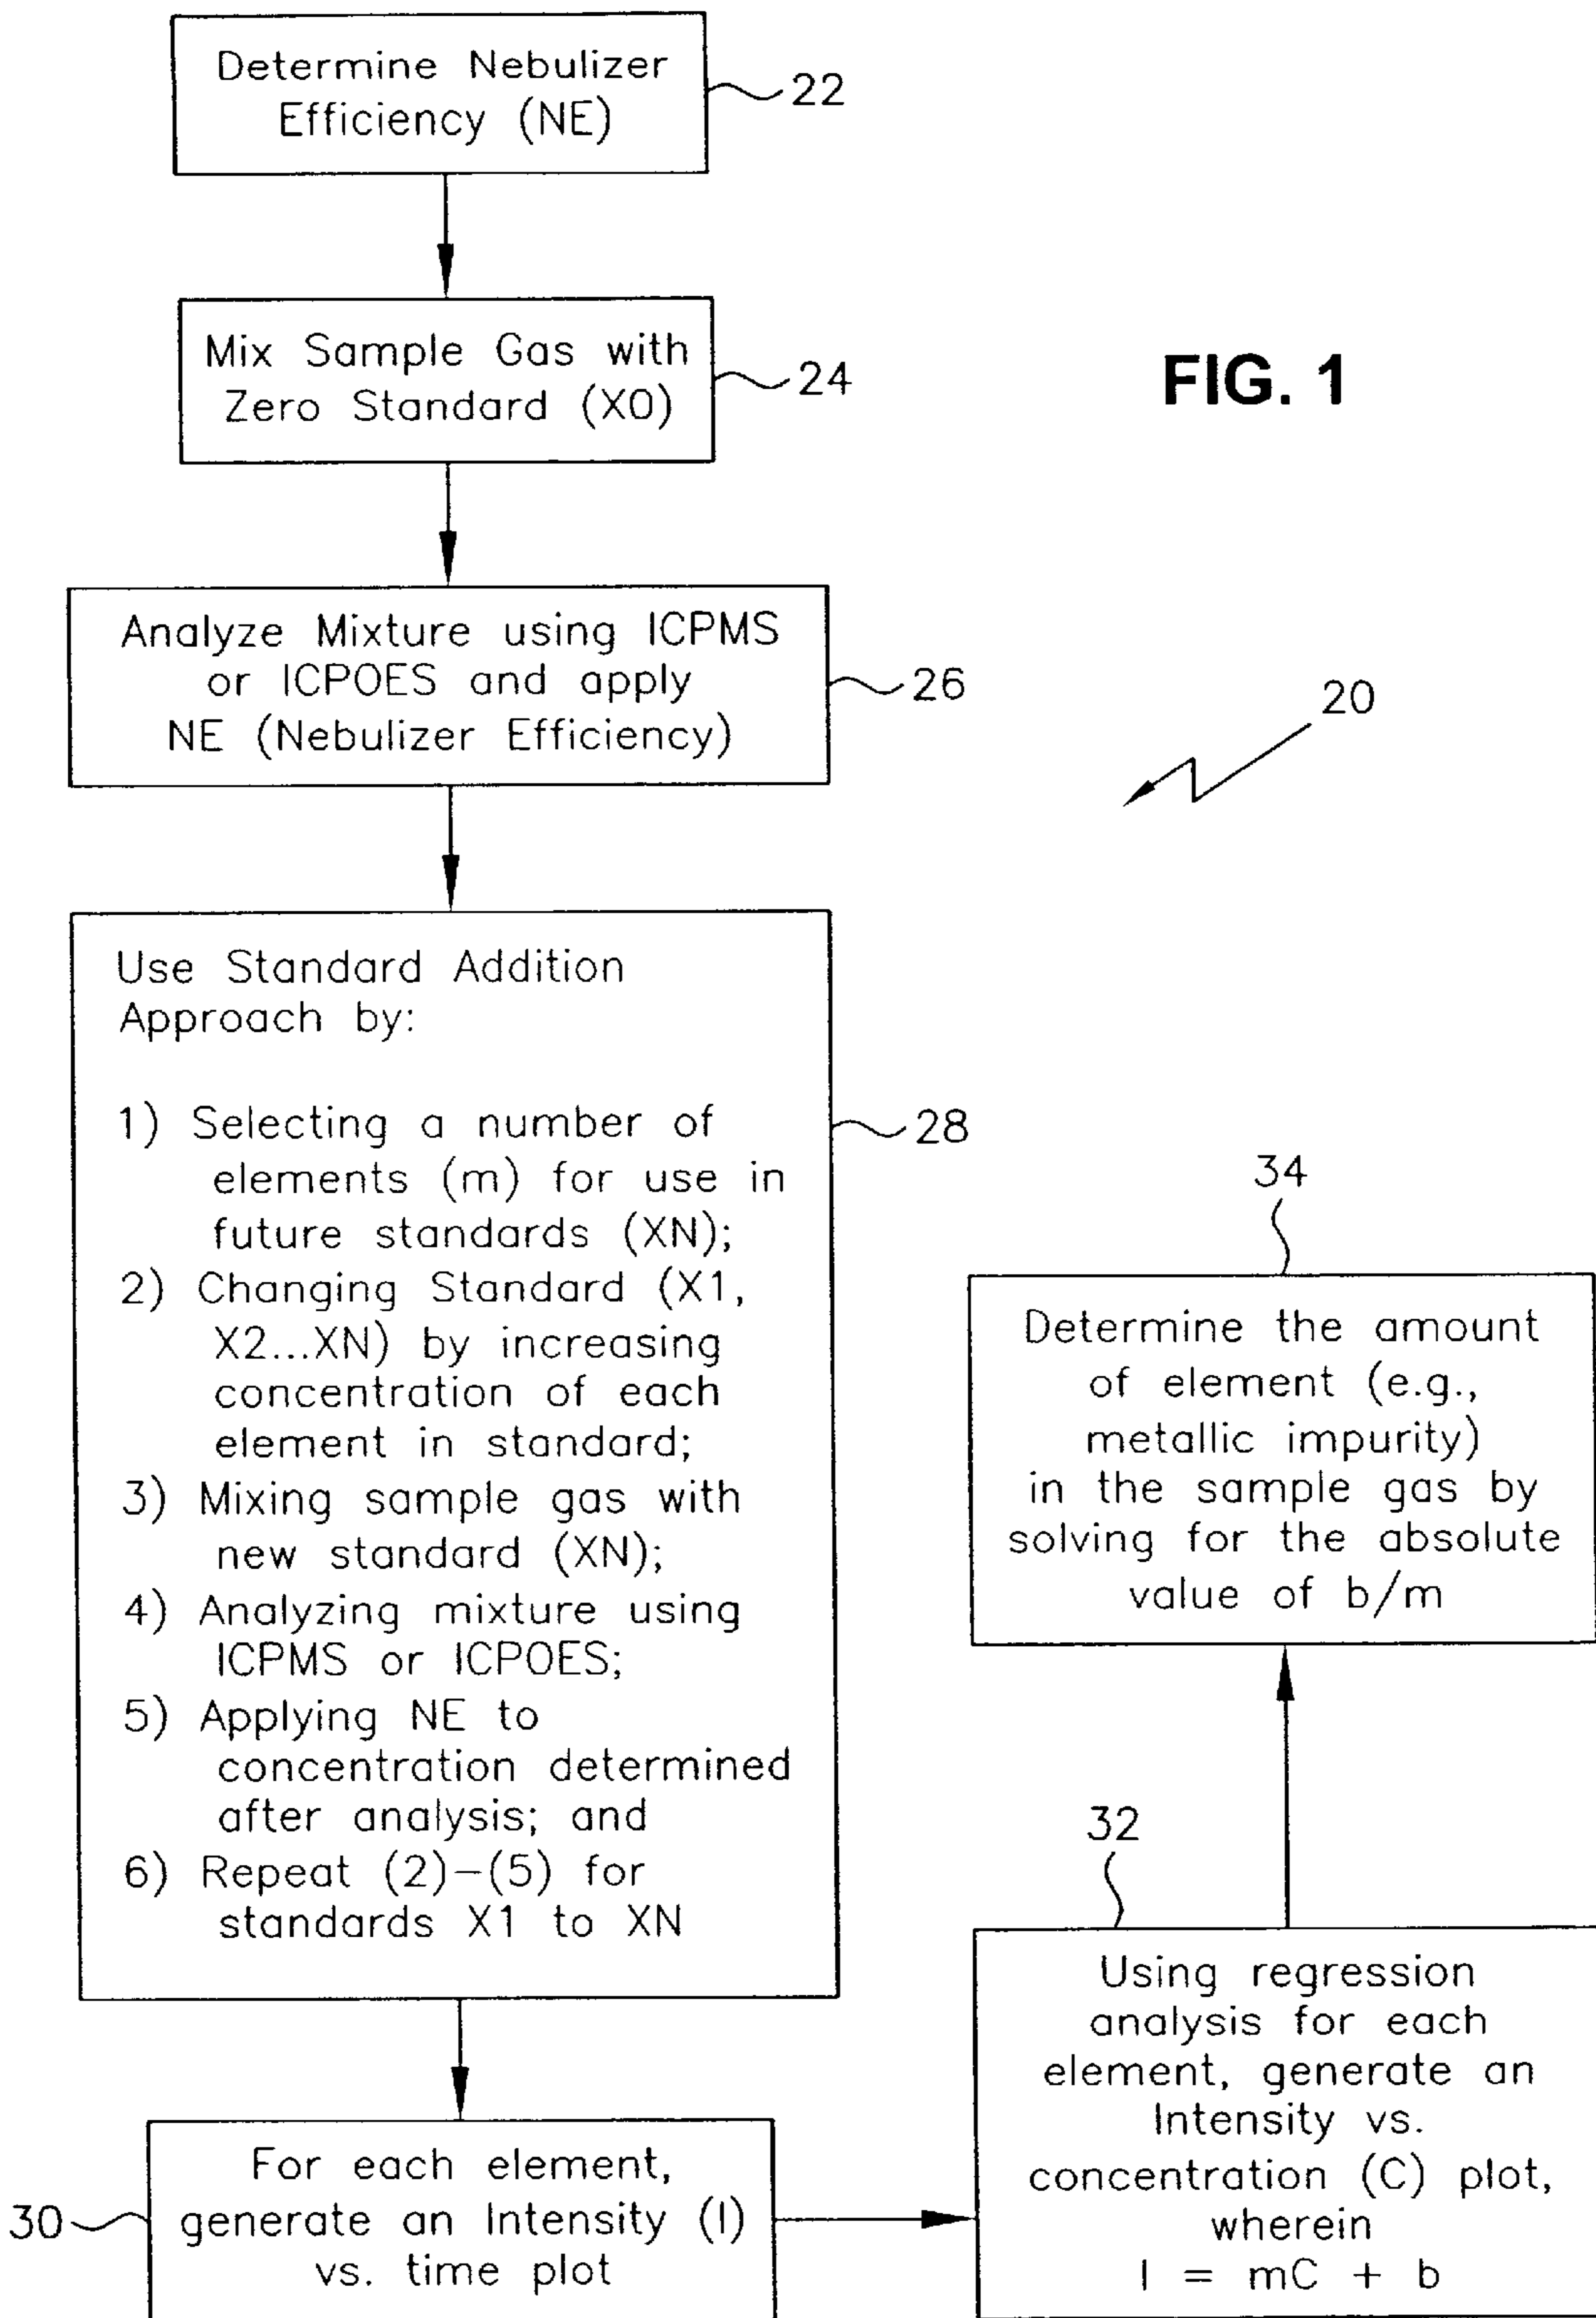 Determine Nebulizer
Efficiency (NE)
22
Mix Sample Gas with
Zero Standard (X0)
24
FIG. 1
Analyze Mixture using ICPMS
or ICPOES and apply
NE (Nebulizer Efficiency)
26
20
Use Standard Addition
Approach by:
1) Selecting a number of
elements (m) for use in
future standards (XN);
2) Changing Standard (X1,
X2...XN) by increasing
concentration of each
element in standard;
3) Mixing sample gas with
new standard (XN);
4) Analyzing mixture using
ICPMS or ICPOES;
5) Applying NE to
concentration determined
after analysis; and
6) Repeat (2)-(5) for
standards X1 to XN
28
30
For each element,
generate an Intensity (I)
vs. time plot
32
Using regression
analysis for each
element, generate an
Intensity vs.
concentration (C) plot,
wherein
I = mC + b
34
Determine the amount
of element (e.g.,
metallic impurity)
in the sample gas by
solving for the absolute
value of b/m